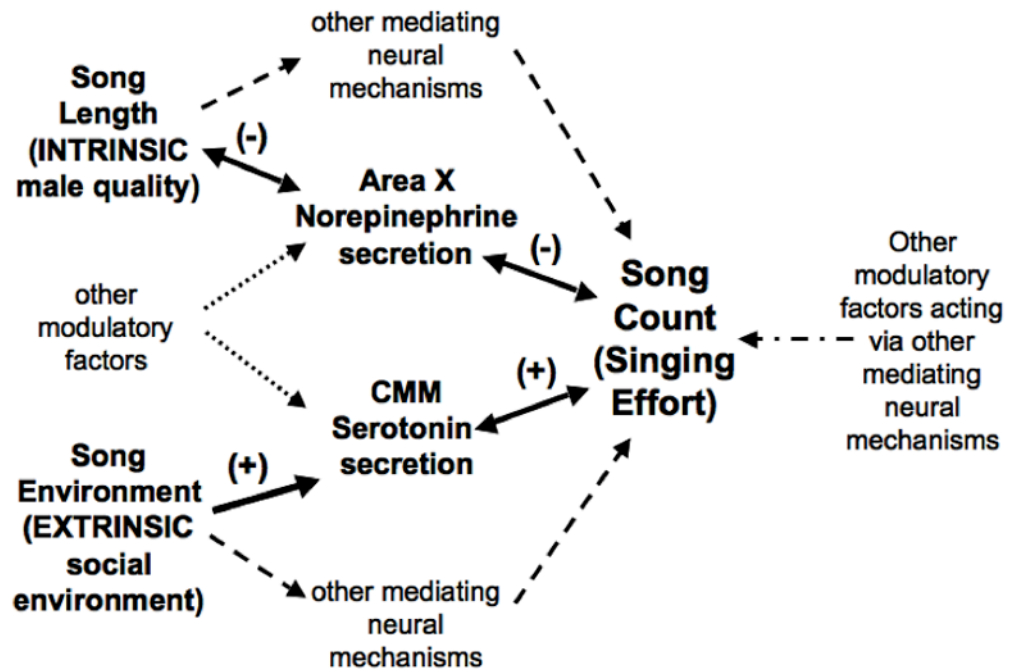 other mediating
neural
mechanisms
Song
Length
(INTRINSIC
male quality)
(-)
Area X
Norepinephrine
secretion
(-)
other
modulatory
factors
Song
Count
(Singing
Effort)
Other
modulatory
factors acting
via other
mediating
neural
mechanisms
CMM
Serotonin
secretion
(+)
Song
Environment
(EXTRINSIC
social
environment)
(+)
other mediating
neural
mechanisms